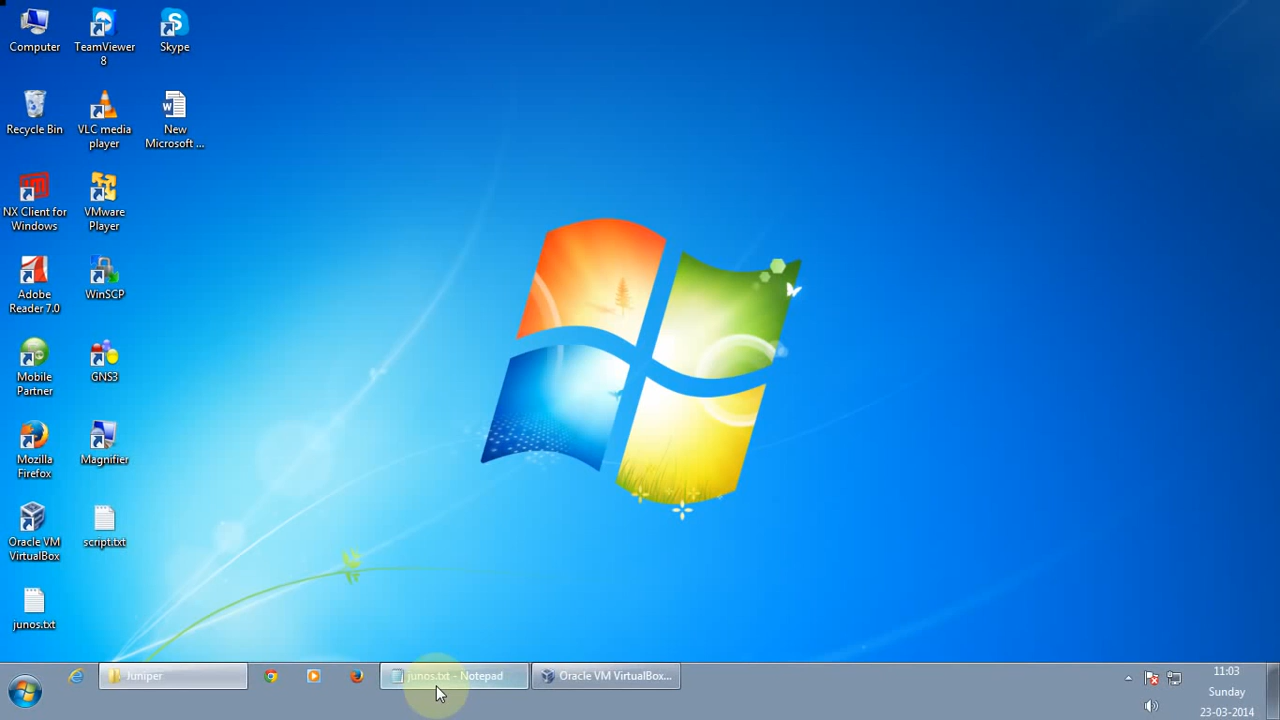 Computer
TeamViewer
8
Skype
Recycle Bin
VLC media
player
New
Microsoft ...
NX Client for
Windows
VMware
Player
Adobe
Reader 7.0
WinSCP
Mobile
Partner
GNS3
Mozilla
Firefox
Magnifier
Oracle VM
VirtualBox
script.txt
junos.txt
Juniper
junos.txt - Notepad
Oracle VM VirtualBox...
11:03
Sunday
23-03-2014